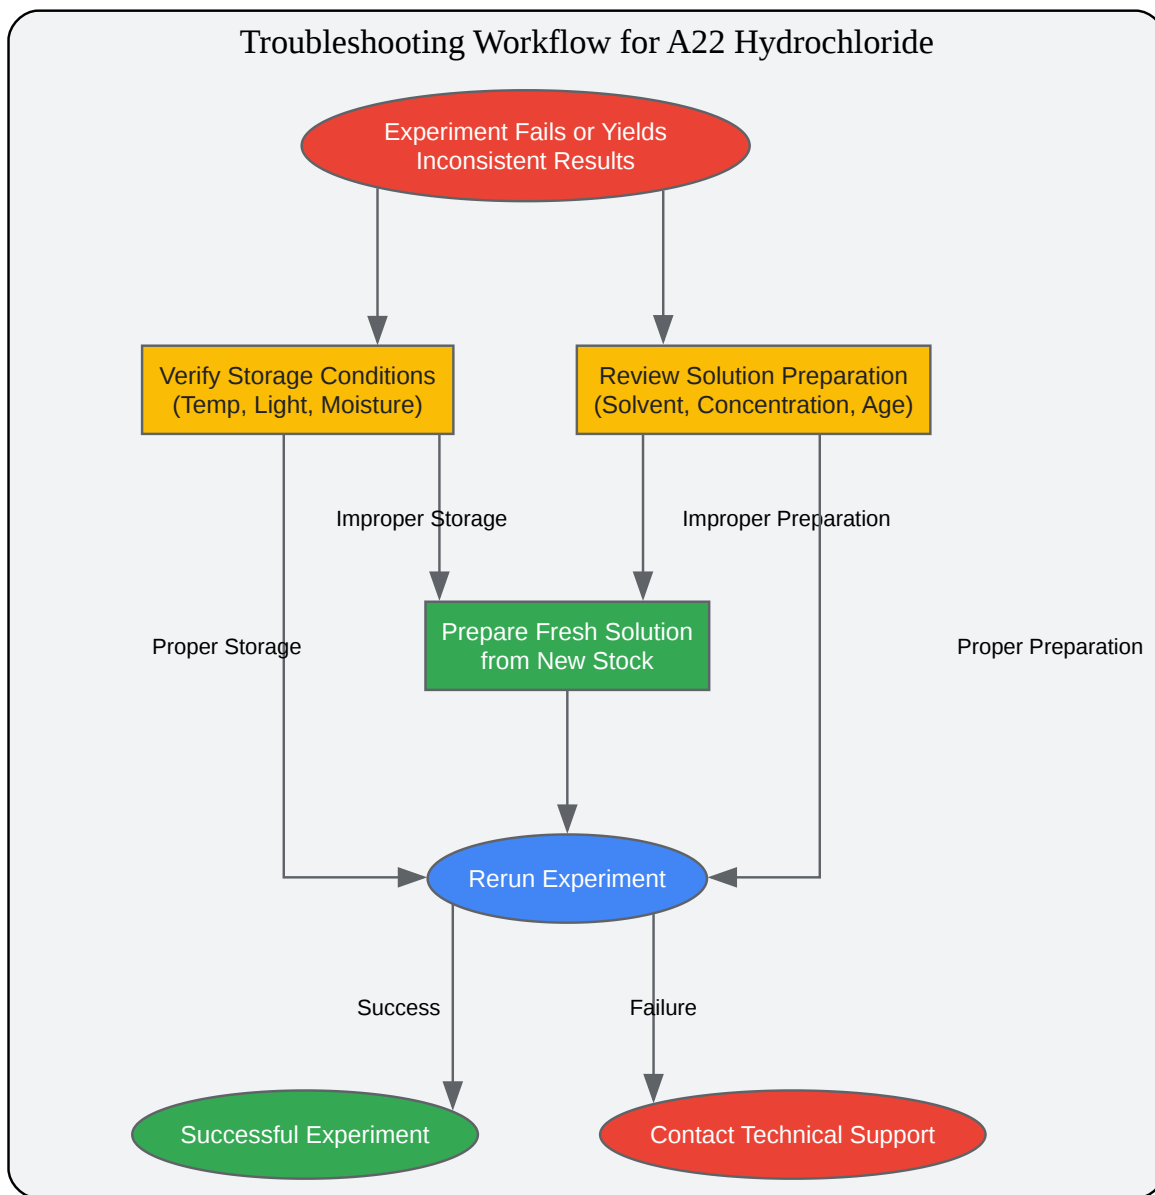 Troubleshooting Workflow for A22 Hydrochloride
Experiment Fails or Yields
Inconsistent Results
Verify Storage Conditions
(Temp, Light, Moisture)
Review Solution Preparation
(Solvent, Concentration, Age)
Improper Storage
Improper Preparation
Prepare Fresh Solution
from New Stock
Proper Storage
Proper Preparation
Rerun Experiment
Success
Failure
Successful Experiment
Contact Technical Support